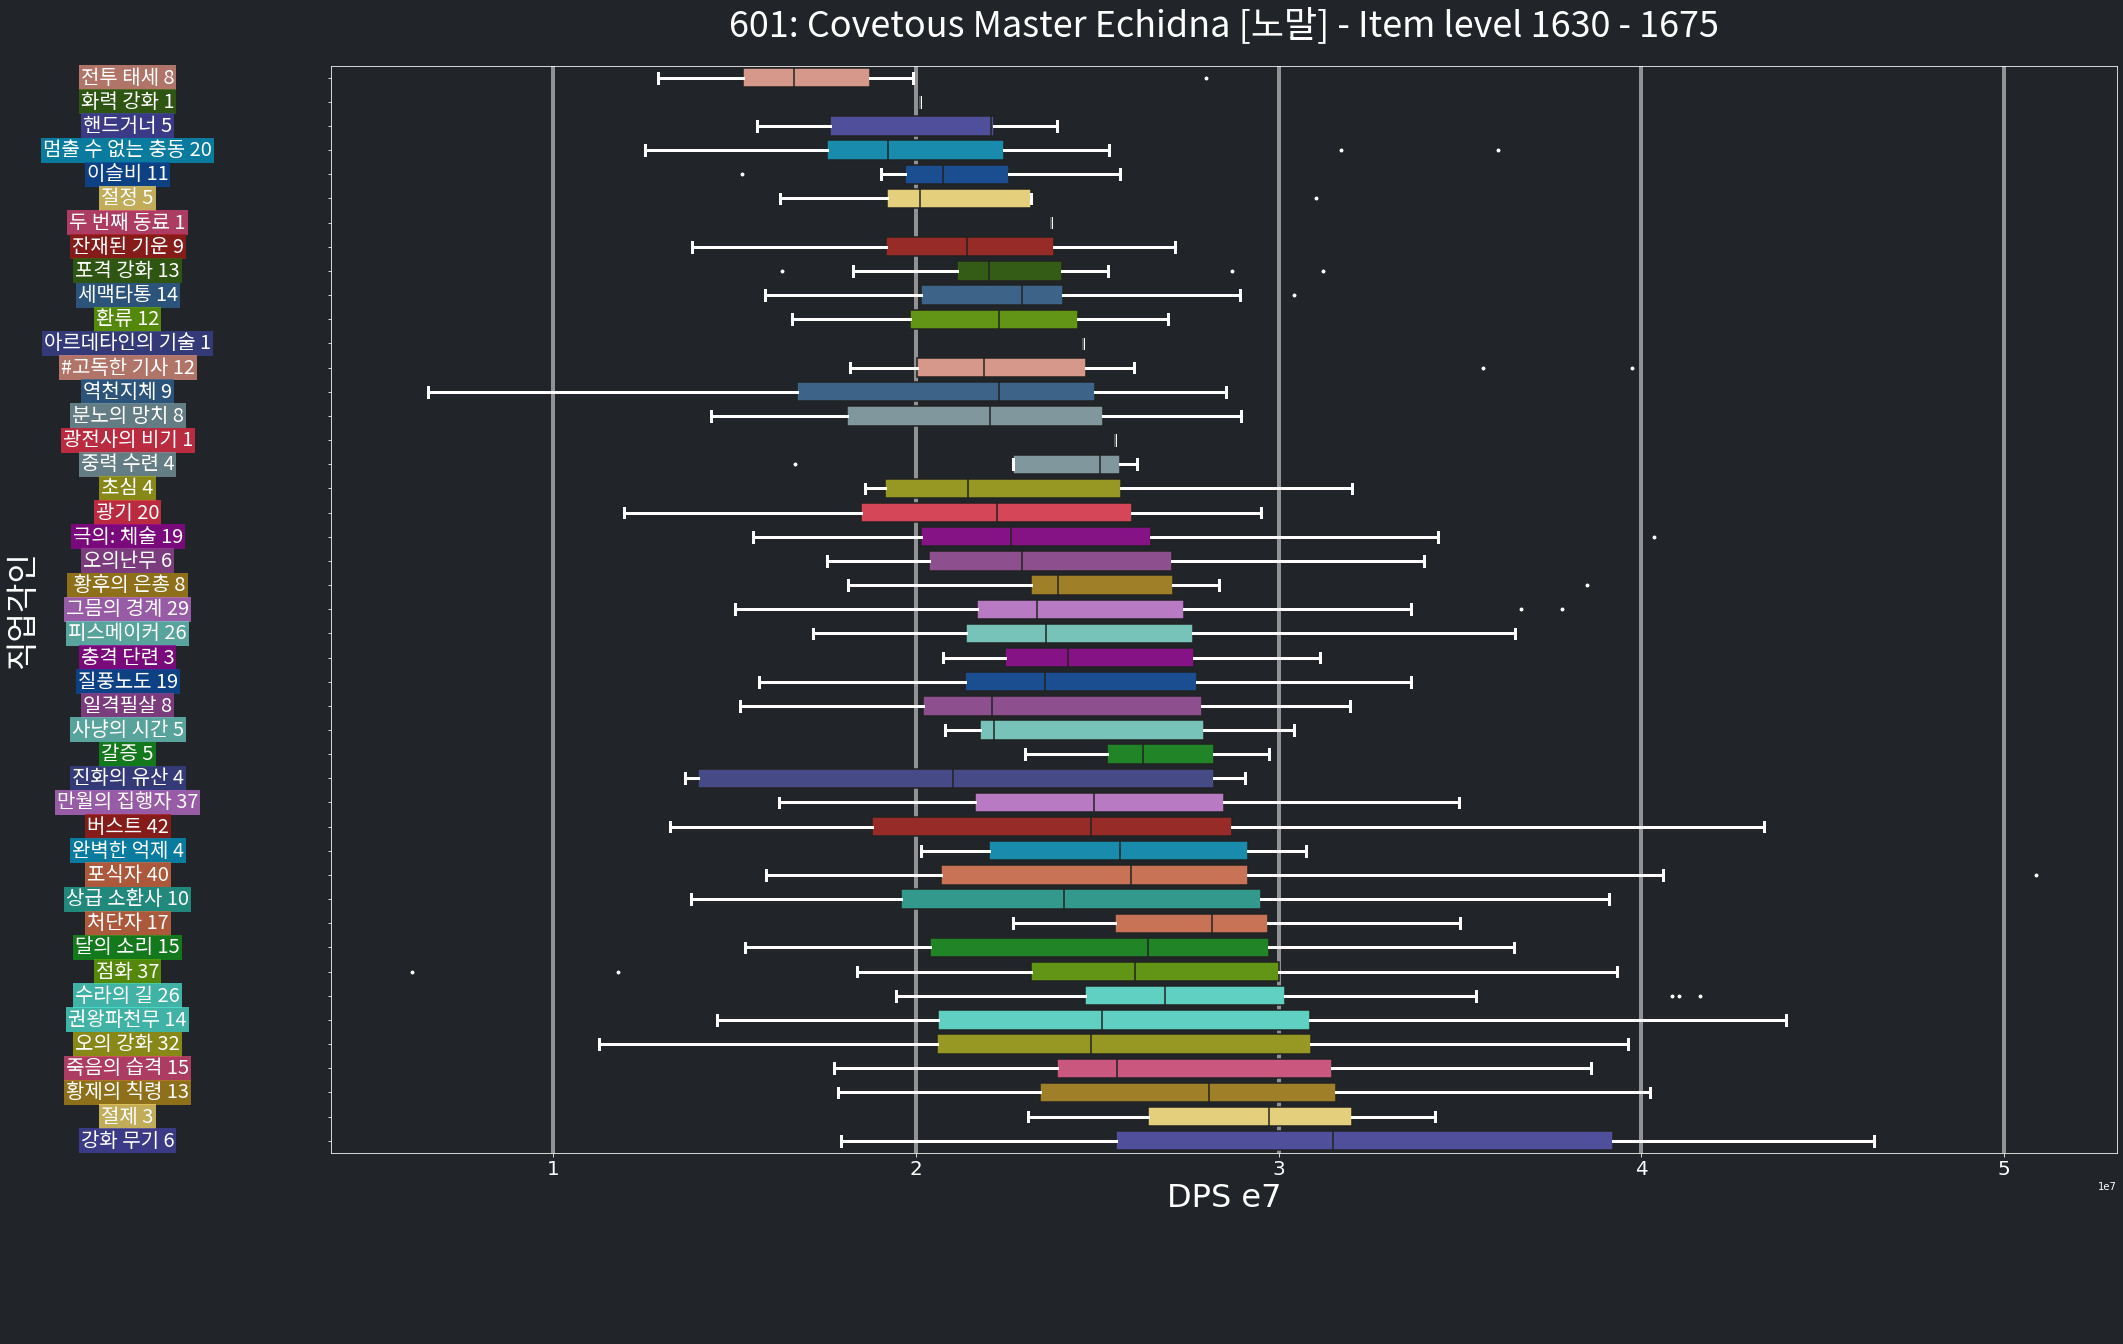 601: Covetous Master Echidna [노말] - Item level 1630 - 1675
전투 태세 8
화력 강화 1
핸드거너 5
멈출 수 없는 충동 20
이슬비 11
절정 5
두 번째 동료 1
잔재된 기운 9
포격 강화 13
세맥타통 14
환류 12
아르데타인의 기술 1
#고독한 기사 12
역천지체 9
분노의 망치 8
광전사의 비기 1
중력 수련 4
초심 4
광기 20
극의: 체술 19
오의난무 6
황후의 은총 8
그믐의 경계 29
피스메이커 26
충격 단련 3
질풍노도 19
일격필살 8
사냥의 시간 5
갈증 5
진화의 유산 4
만월의 집행자 37
버스트 42
완벽한 억제 4
포식자 40
상급 소환사 10
처단자 17
달의 소리 15
점화 37
수라의 길 26
권왕파천무 14
오의 강화 32
죽음의 습격 15
황제의 칙령 13
절제 3
강화 무기 6
직업각인
1 2 3 4 5
DPS e7
1e7